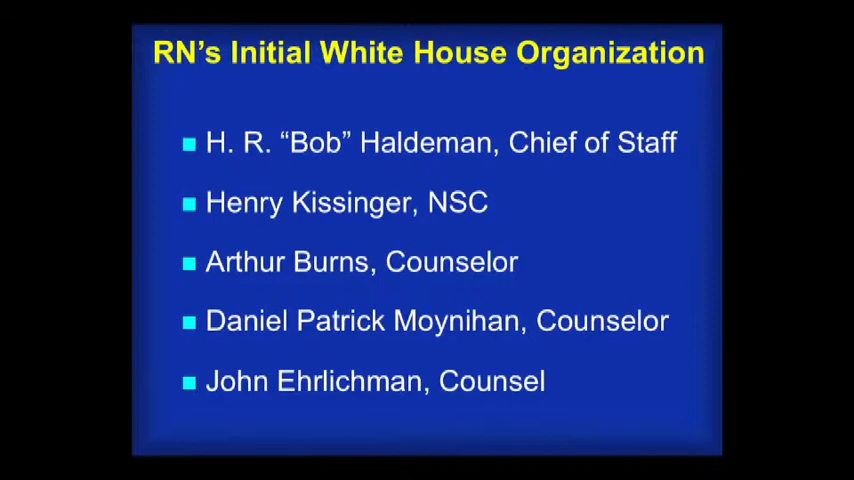 RN’s Initial White House Organization
H. R. “Bob” Haldeman, Chief of Staff
Henry Kissinger, NSC
Arthur Burns, Counselor
Daniel Patrick Moynihan, Counselor
John Ehrlichman, Counsel